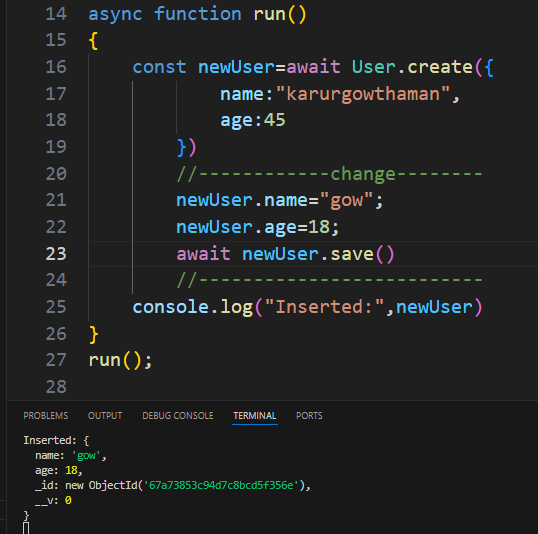 14 async function run()
15 {
16     const newUser=await User.create({
17             name:"karurgowthaman",
18             age:45
19         })
20         //------------change--------
21         newUser.name="gow";
22         newUser.age=18;
23         await newUser.save()
24         //--------------------------
25     console.log("Inserted:",newUser)
26 }
27 run();
28
PROBLEMS OUTPUT DEBUG CONSOLE TERMINAL PORTS
Inserted: {
  name: 'gow',
  age: 18,
  _id: new ObjectId('67a73853c94d7c8bcd5f356e'),
  __v: 0
}